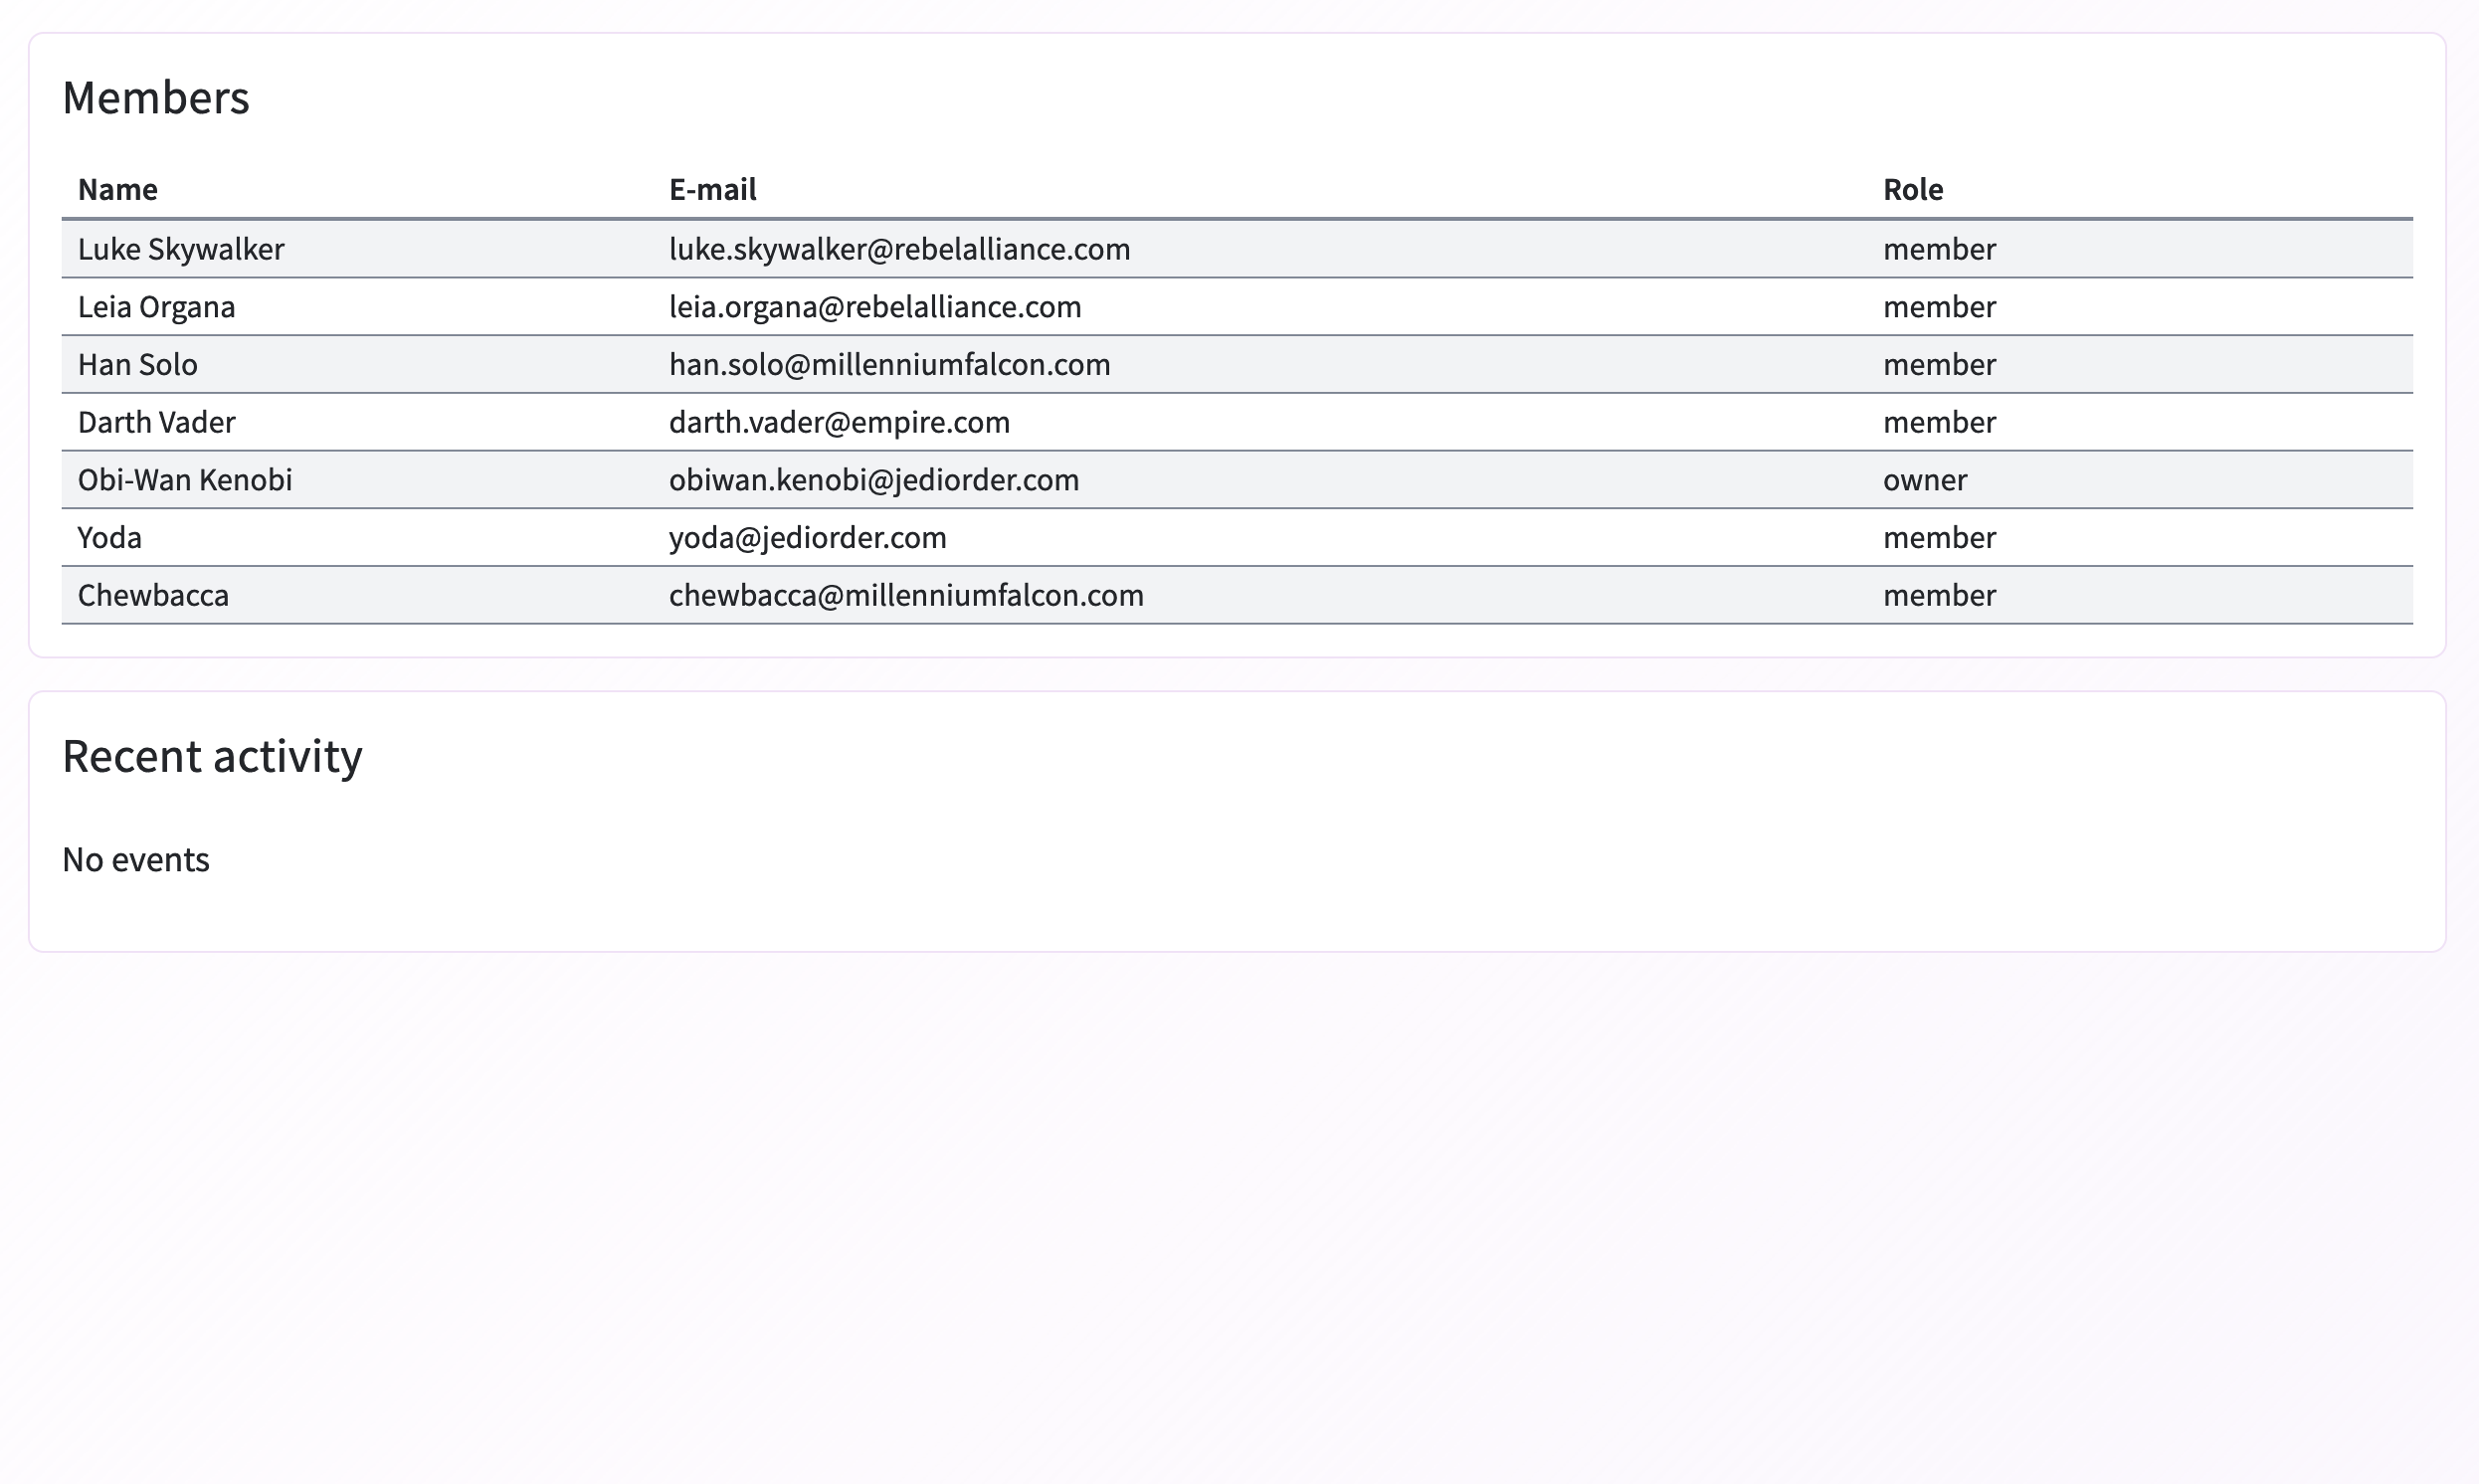 Members
Name E-mail Role
Luke Skywalker luke.skywalker@rebelalliance.com member
Leia Organa leia.organa@rebelalliance.com member
Han Solo han.solo@millenniumfalcon.com member
Darth Vader darth.vader@empire.com member
Obi-Wan Kenobi obiwan.kenobi@jediorder.com owner
Yoda yoda@jediorder.com member
Chewbacca chewbacca@millenniumfalcon.com member
Recent activity
No events